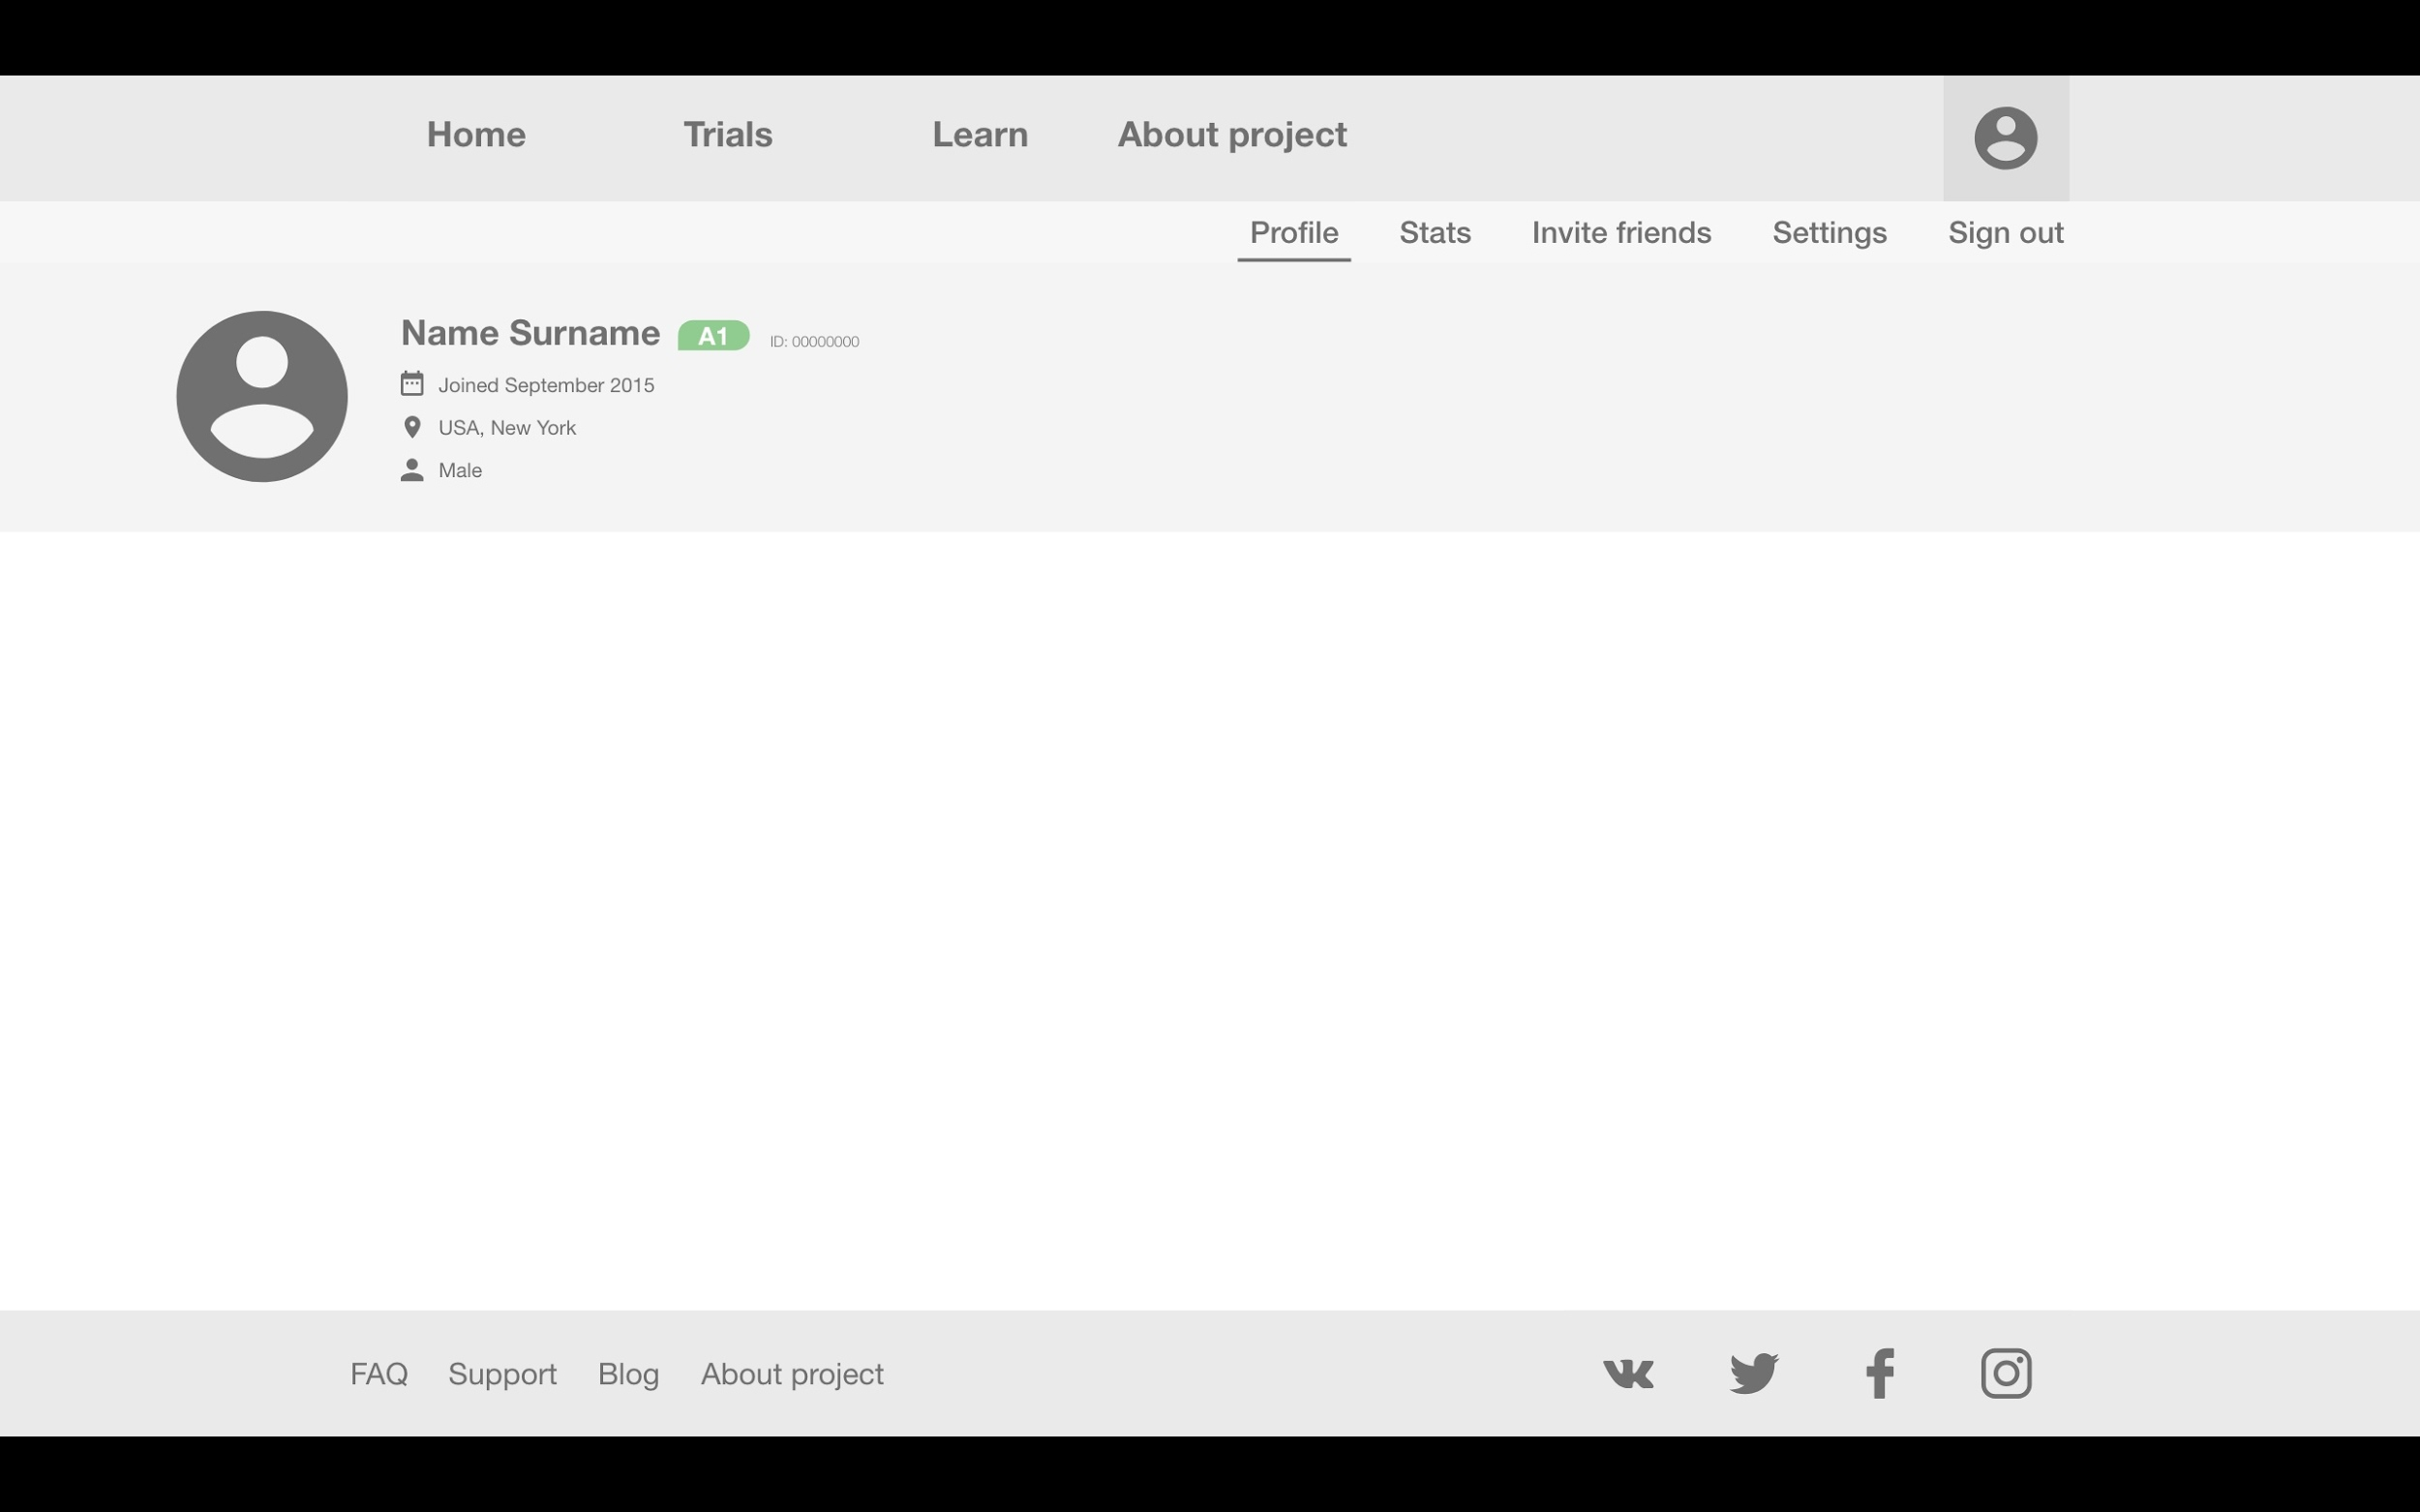 Home Trials Learn About project
Profile Stats Invite friends Settings Sign out
Name Surname A1 ID: 00000000
Joined September 2015
USA, New York
Male
FAQ Support Blog About project